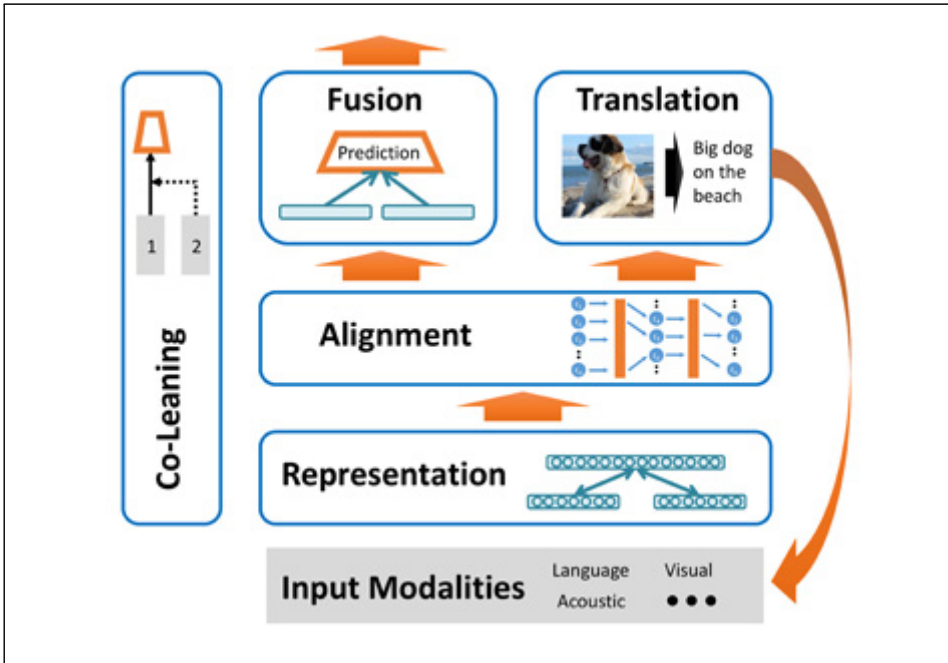 Fusion
Prediction
Translation
Big dog
on the
beach
1
2
Co-Leaning
Alignment
Representation
Input Modalities
Language
Visual
Acoustic